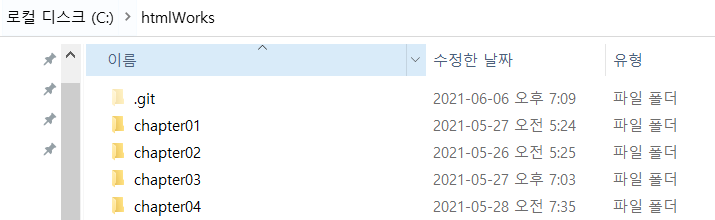 로컬 디스크 (C:) > htmlWorks
이름 수정한 날짜 유형
.git 2021-06-06 오후 7:09 파일 폴더
chapter01 2021-05-27 오전 5:24 파일 폴더
chapter02 2021-05-26 오전 5:25 파일 폴더
chapter03 2021-05-27 오전 7:03 파일 폴더
chapter04 2021-05-28 오전 7:35 파일 폴더